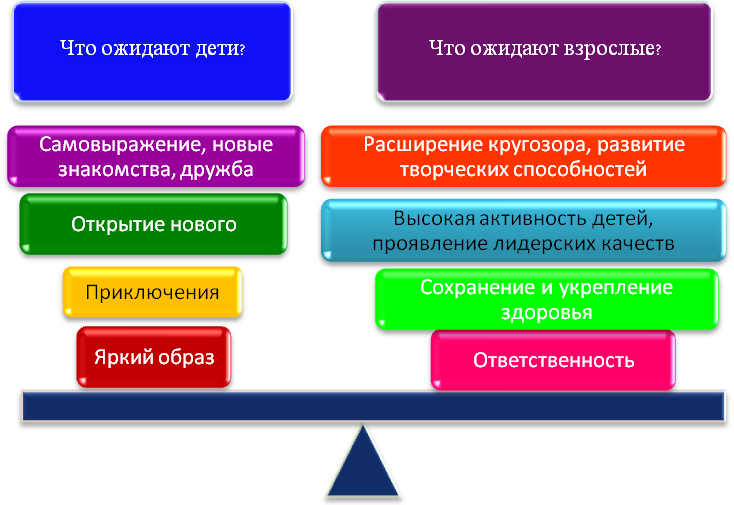 Что ожидают дети?
Самовыражение, новые
знакомства, дружба
Открытие нового
Приключения
Яркий образ
Что ожидают взрослые?
Расширение кругозора, развитие
творческих способностей
Высокая активность детей,
проявление лидерских качеств
Сохранение и укрепление
здоровья
Ответственность